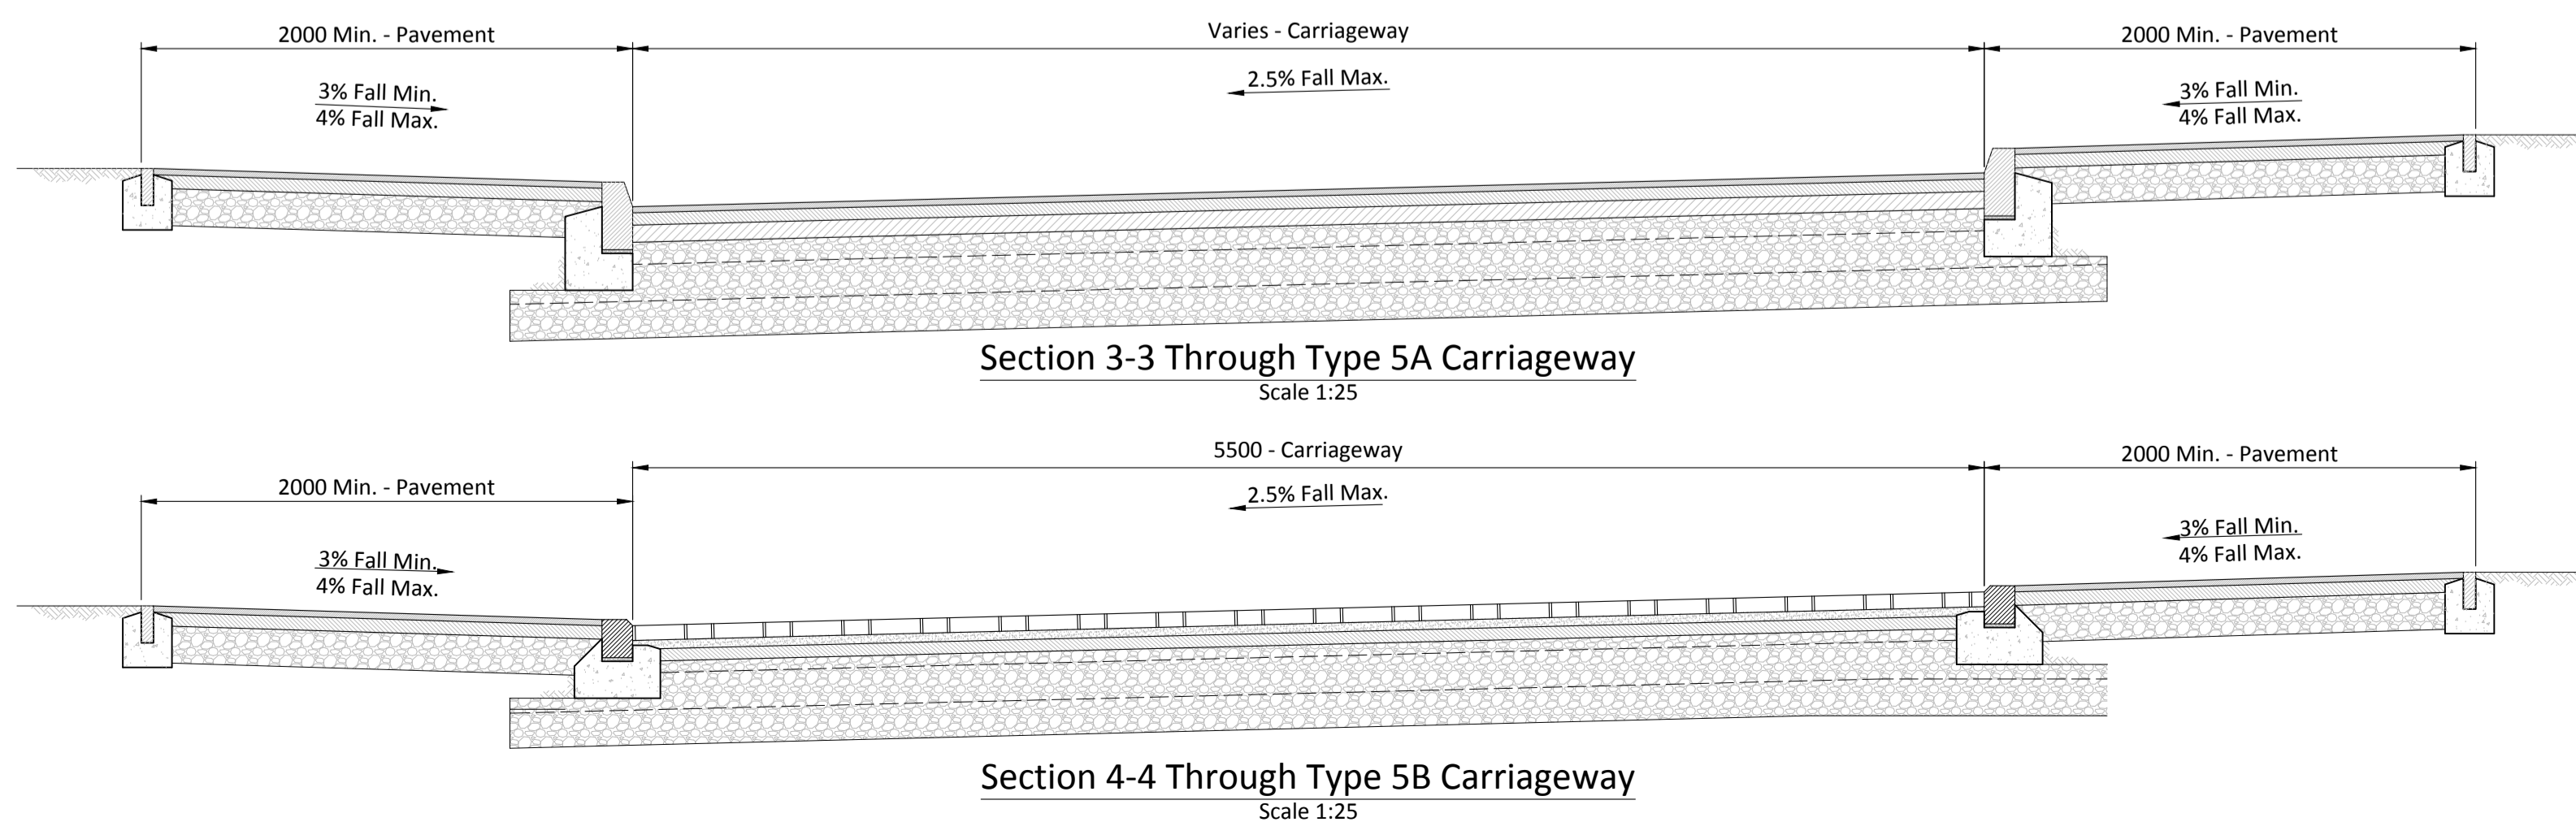 2000 Min. - Pavement
Varies - Carriageway
2000 Min. - Pavement
3% Fall Min.
4% Fall Max.
2.5% Fall Max.
3% Fall Min.
4% Fall Max.
Section 3-3 Through Type 5A Carriageway
Scale 1:25
2000 Min. - Pavement
5500 - Carriageway
2000 Min. - Pavement
3% Fall Min.
4% Fall Max.
2.5% Fall Max.
3% Fall Min.
4% Fall Max.
Section 4-4 Through Type 5B Carriageway
Scale 1:25